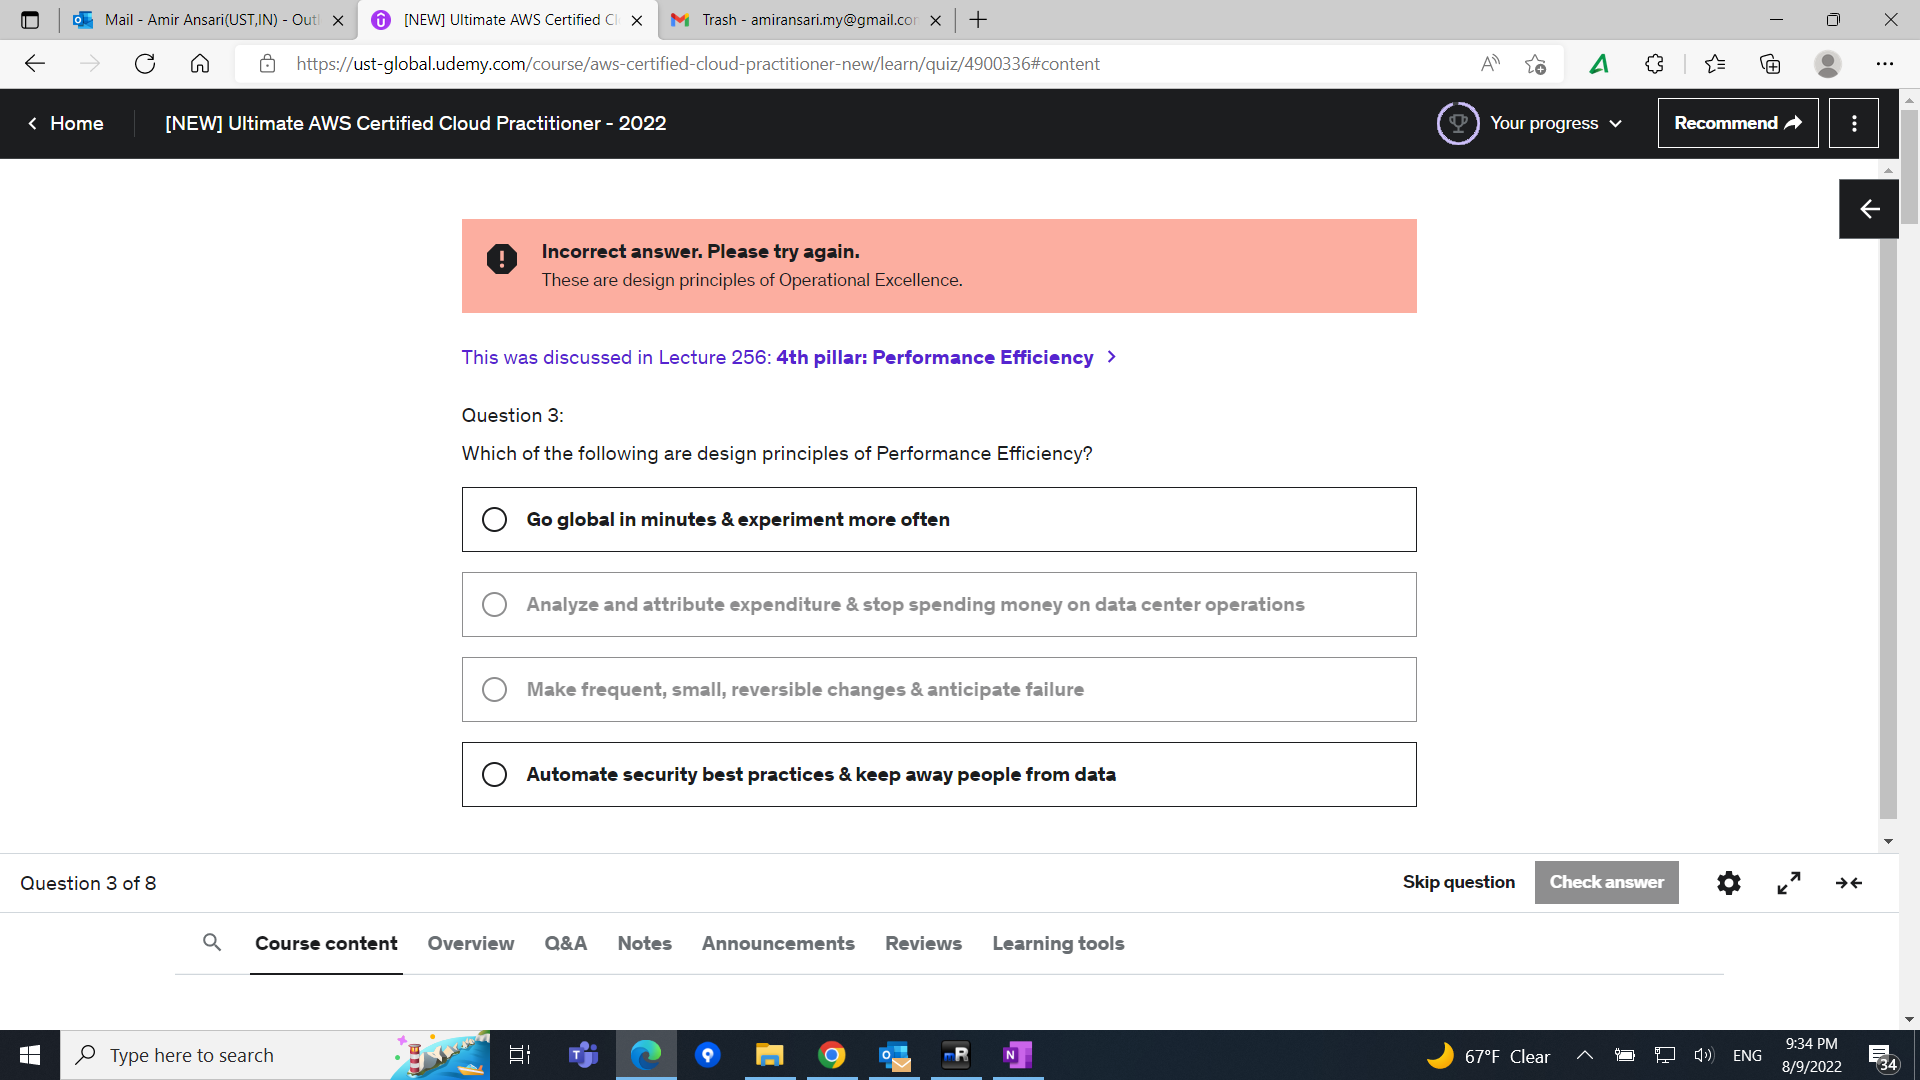 Mail - Amir Ansari(UST,IN) - Out
[NEW] Ultimate AWS Certified Cl
Trash - amiransari.my@gmail.co
https://ust-global.udemy.com/course/aws-certified-cloud-practitioner-new/learn/quiz/4900336#content
Home
[NEW] Ultimate AWS Certified Cloud Practitioner - 2022
Your progress
Recommend
Incorrect answer. Please try again.
These are design principles of Operational Excellence.
This was discussed in Lecture 256: 4th pillar: Performance Efficiency
Question 3:
Which of the following are design principles of Performance Efficiency?
Go global in minutes & experiment more often
Analyze and attribute expenditure & stop spending money on data center operations
Make frequent, small, reversible changes & anticipate failure
Automate security best practices & keep away people from data
Question 3 of 8
Skip question
Check answer
Course content
Overview
Q&A
Notes
Announcements
Reviews
Learning tools
Type here to search
67°F Clear
ENG
9:34 PM
8/9/2022
34